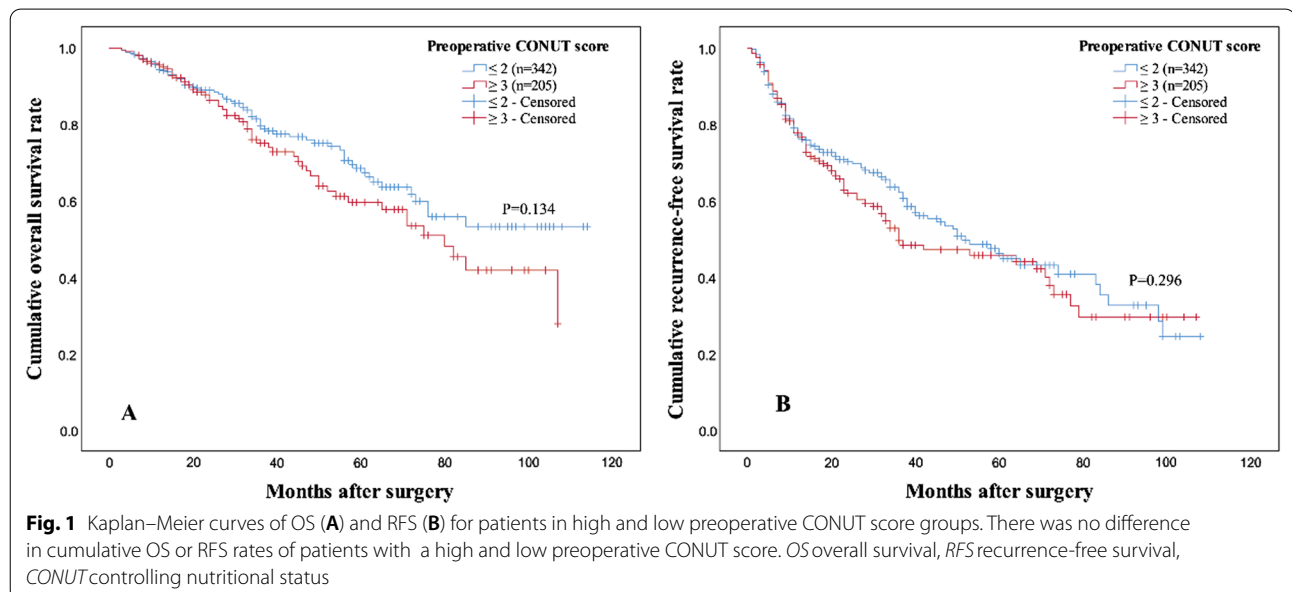 Preoperative CONUT score
≤ 2 (n=342)
≥ 3 (n=205)
≤ 2 - Censored
≥ 3 - Censored
P=0.134
Cumulative overall survival rate
1.0
0.8
0.6
0.4
0.2
0.0
A
0 20 40 60 80 100 120
Months after surgery
Preoperative CONUT score
≤ 2 (n=342)
≥ 3 (n=205)
≤ 2 - Censored
≥ 3 - Censored
P=0.296
Cumulative recurrence-free survival rate
1.0
0.8
0.6
0.4
0.2
0.0
B
0 20 40 60 80 100 120
Months after surgery
Fig. 1 Kaplan–Meier curves of OS (A) and RFS (B) for patients in high and low preoperative CONUT score groups. There was no difference
in cumulative OS or RFS rates of patients with a high and low preoperative CONUT score. OS overall survival, RFS recurrence-free survival,
CONUT controlling nutritional status